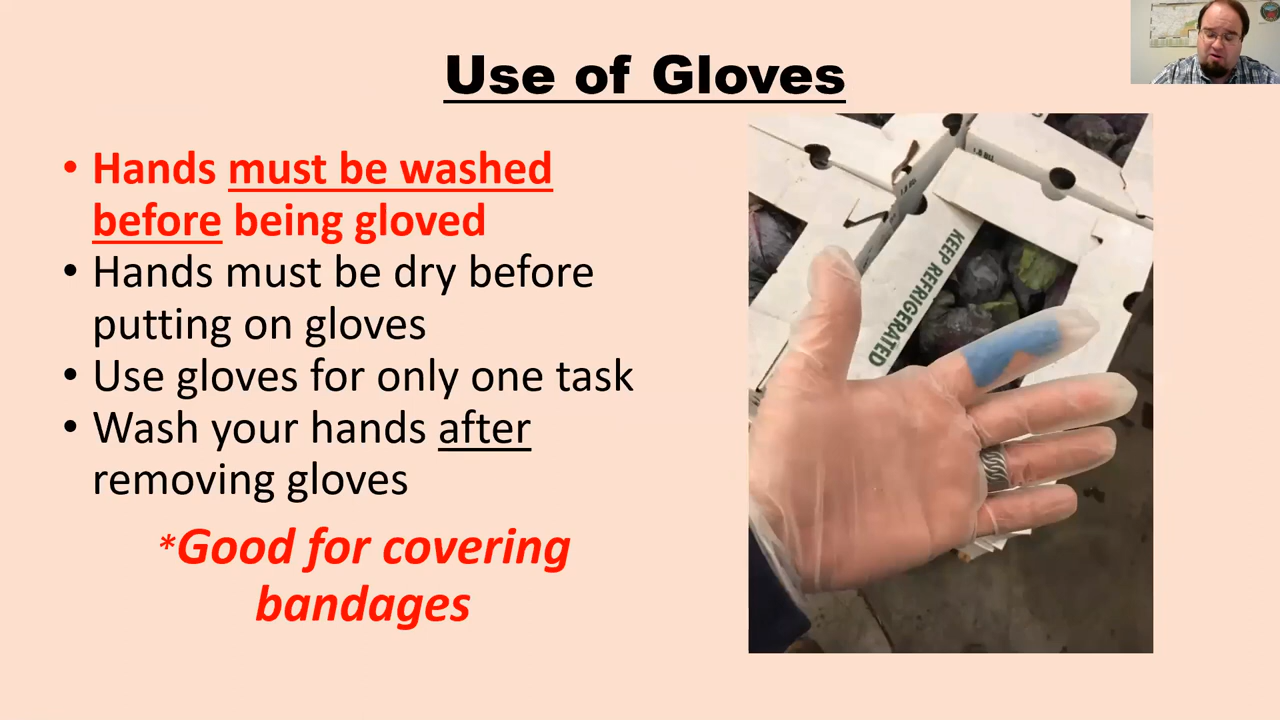 Use of Gloves
• Hands must be washed
before being gloved
• Hands must be dry before
putting on gloves
• Use gloves for only one task
• Wash your hands after
removing gloves
*Good for covering
bandages
KEEP REFRIGERATED